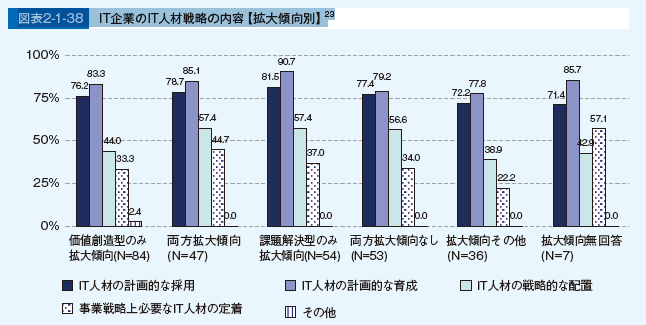 図表2-1-38 IT企業のIT人材戦略の内容【拡大傾向別】23
100%
75%
50%
25%
0%
76.2 83.3 44.0 33.3 2.4
78.7 85.1 57.4 44.7 0.0
81.5 90.7 57.4 37.0 0.0
77.4 79.2 56.6 34.0 0.0
72.2 77.8 38.9 22.2 0.0
71.4 85.7 42.9 57.1 0.0
価値創造型のみ
拡大傾向(N=84)
両方拡大傾向
(N=47)
課題解決型のみ
拡大傾向(N=54)
両方拡大傾向なし
(N=53)
拡大傾向その他
(N=36)
拡大傾向無回答
(N=7)
IT人材の計画的な採用 IT人材の計画的な育成 IT人材の戦略的な配置
事業戦略上必要なIT人材の定着 その他